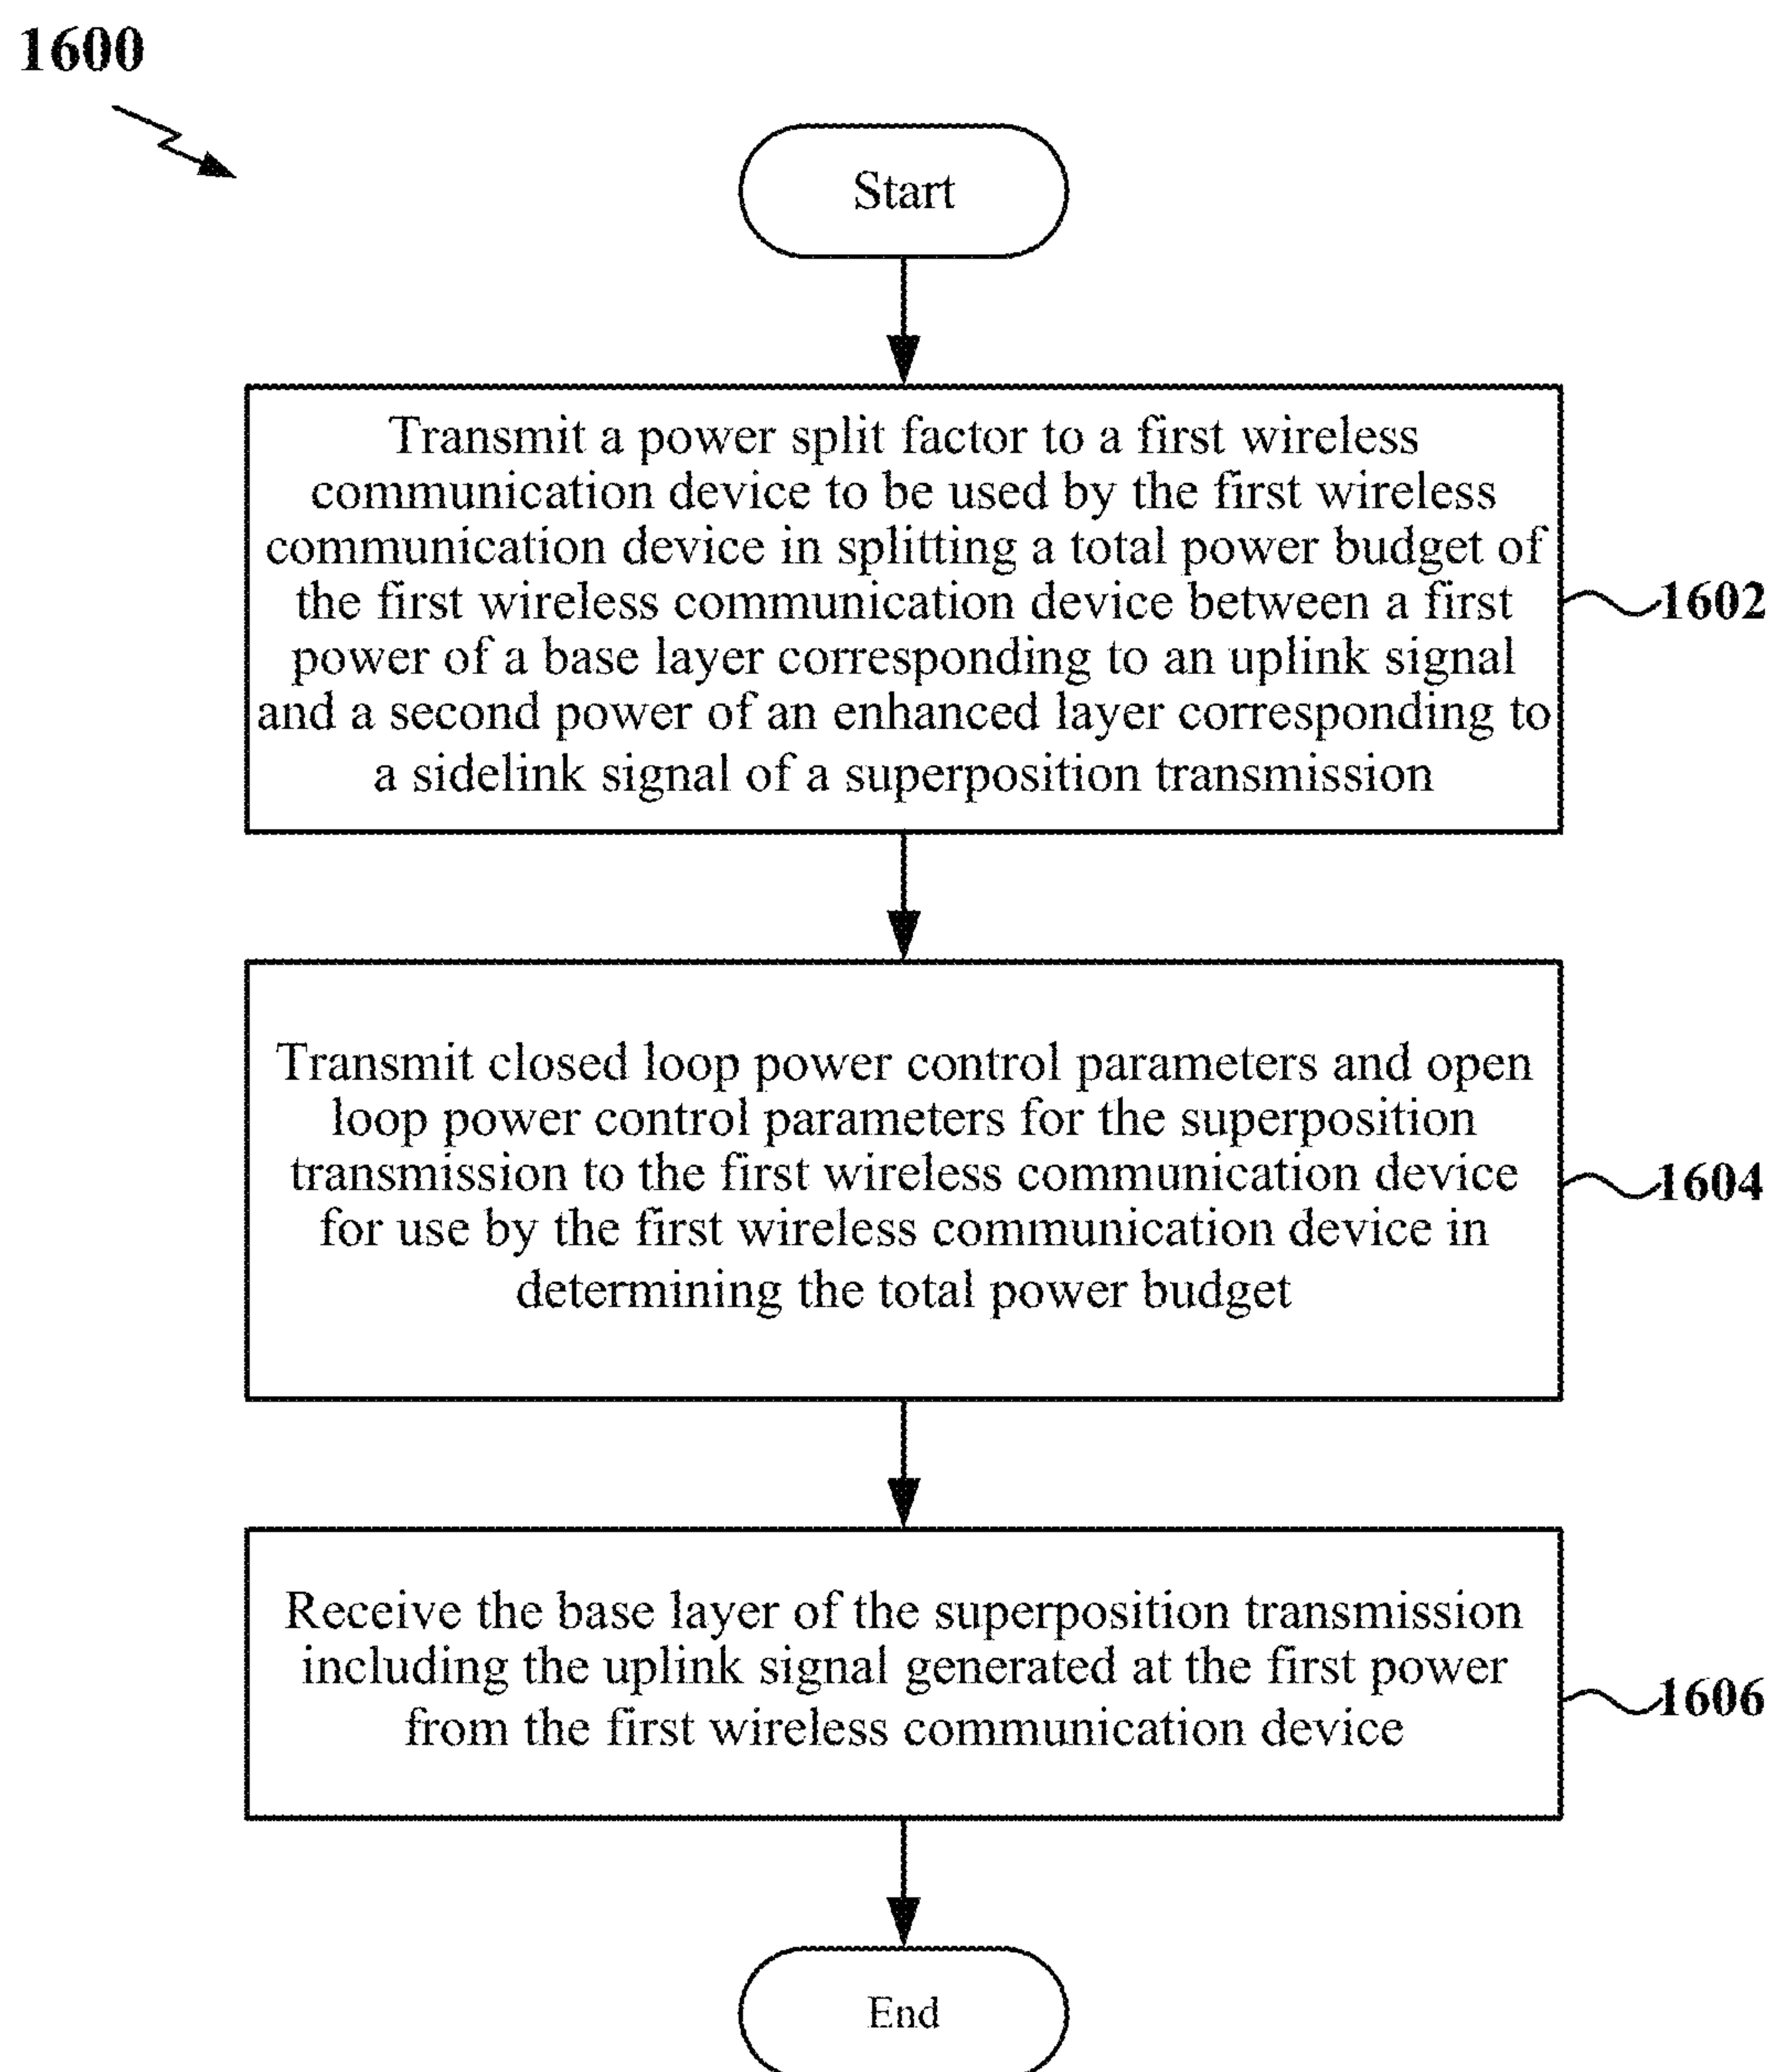 1600
Start
Transmit a power split factor to a first wireless
communication device to be used by the first wireless
communication device in splitting a total power budget of
the first wireless communication device between a first
power of a base layer corresponding to an uplink signal
and a second power of an enhanced layer corresponding to
a sidelink signal of a superposition transmission
1602
Transmit closed loop power control parameters and open
loop power control parameters for the superposition
transmission to the first wireless communication device
for use by the first wireless communication device in
determining the total power budget
1604
Receive the base layer of the superposition transmission
including the uplink signal generated at the first power
from the first wireless communication device
1606
End